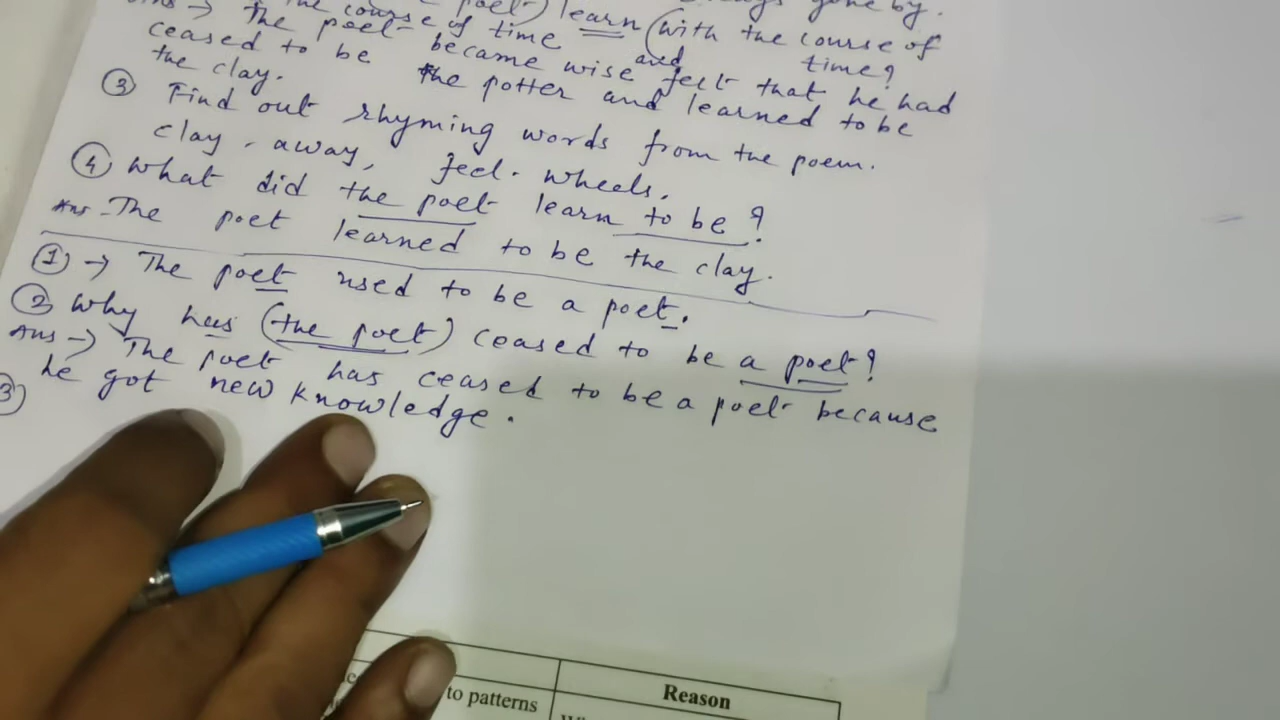 poet) learn (with the course of time?
Ans → the course of time
the poet became wise and felt that he had
ceased to be the potter and learned to be
the clay.
③ Find out rhyming words from the poem.
clay - away, feel - wheels.
④ What did the poet learn to be?
Ans - The poet learned to be the clay.
① → The poet used to be a poet.
② Why has (the poet) ceased to be a poet?
Ans → The poet has ceased to be a poet because
he got new knowledge.
③
Reason
to patterns